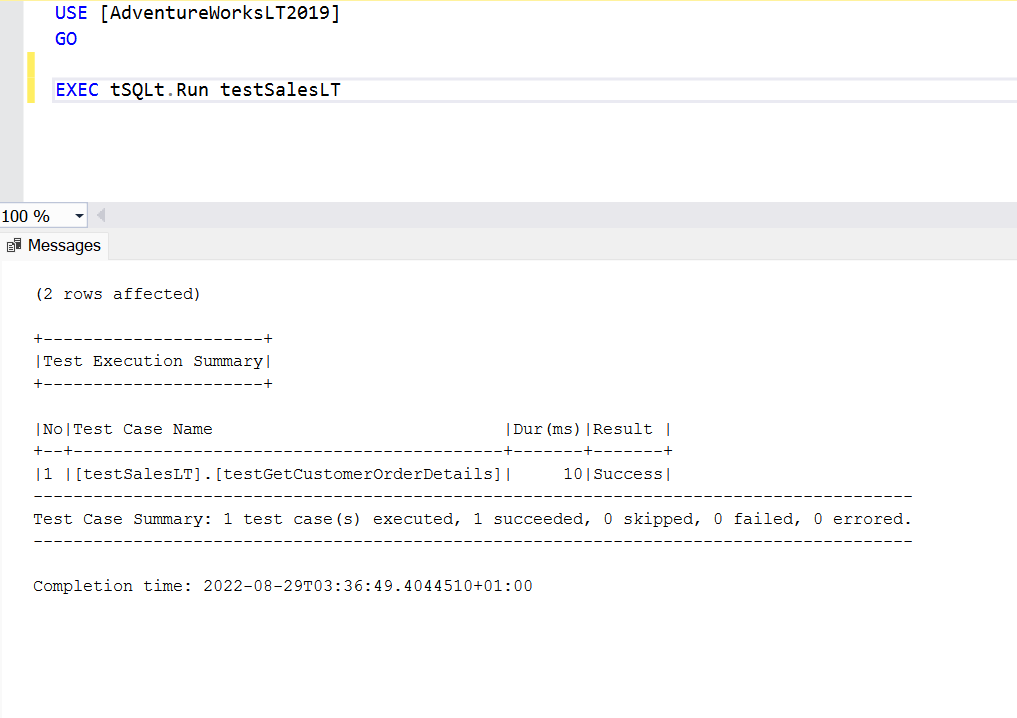 USE [AdventureWorksLT2019]
GO
EXEC tSQLt.Run testSalesLT
100 %
Messages
(2 rows affected)
+----------------------+
|Test Execution Summary|
+----------------------+
|No|Test Case Name                             |Dur(ms)|Result |
+--+-------------------------------------------+-------+-------+
|1 |[testSalesLT].[testGetCustomerOrderDetails]|     10|Success|
----------------------------------------------------------------------------------------
Test Case Summary: 1 test case(s) executed, 1 succeeded, 0 skipped, 0 failed, 0 errored.
----------------------------------------------------------------------------------------
Completion time: 2022-08-29T03:36:49.4044510+01:00